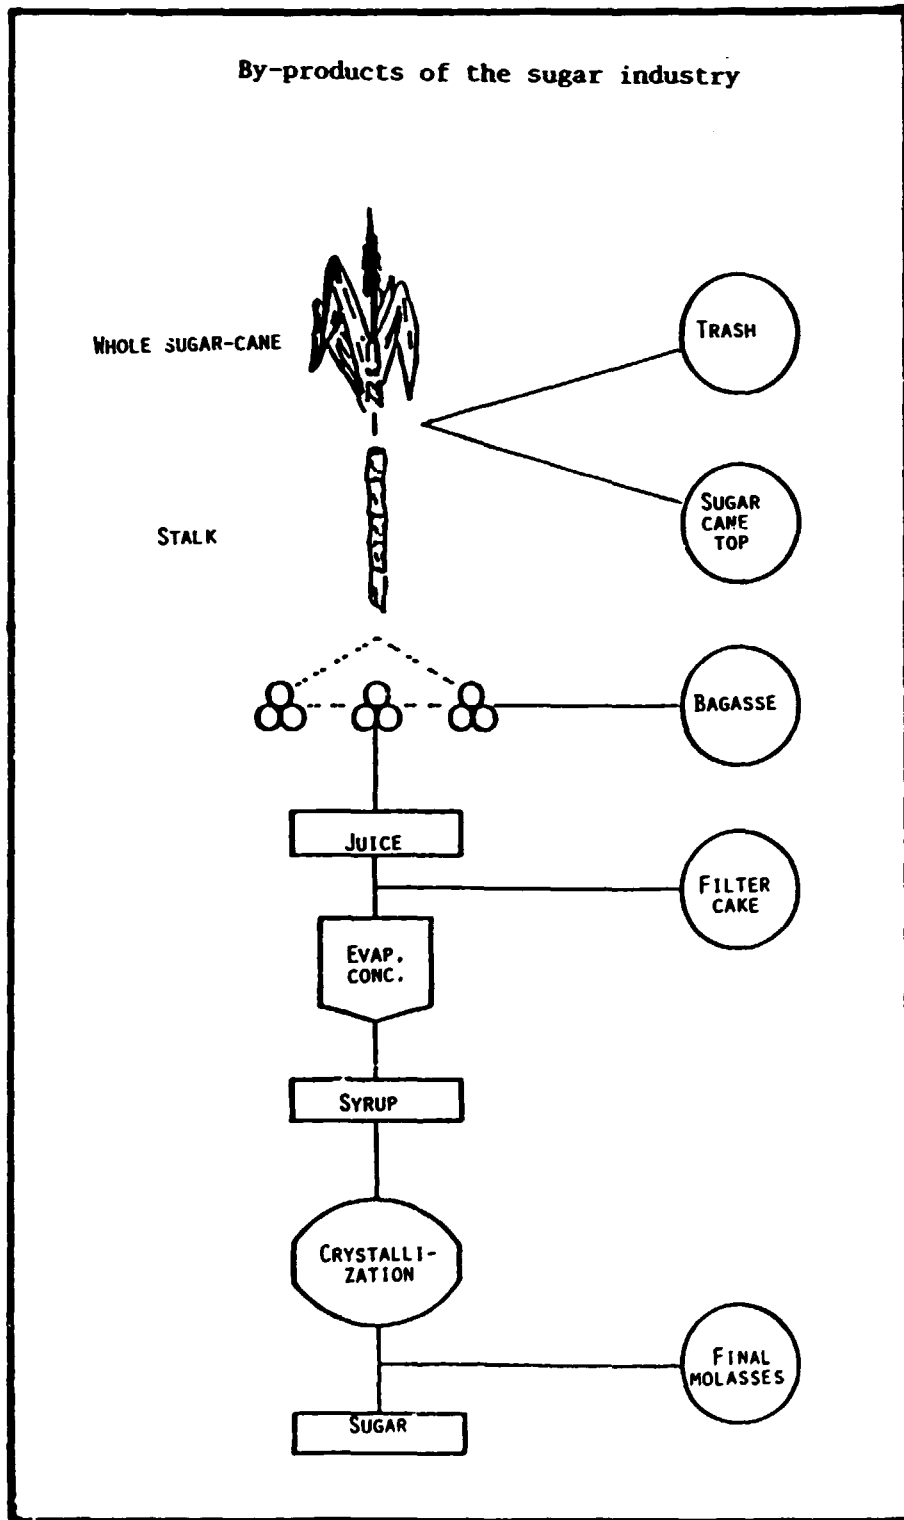 By-products of the sugar industry
WHOLE SUGAR-CANE
TRASH
SUGAR
CANE
TOP
STALK
BAGASSE
JUICE
FILTER
CAKE
EVAP.
CONC.
SYRUP
CRYSTALLI-
ZATION
FINAL
MOLASSES
SUGAR